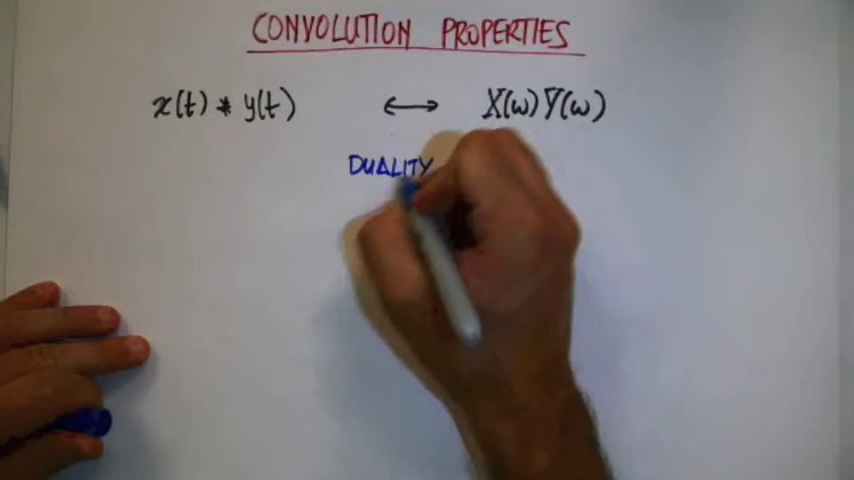 CONVOLUTION PROPERTIES
x(t) * y(t) ↔ X(ω) Y(ω)
DUALITY